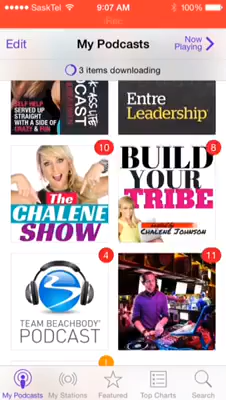 SaskTel
9:07 AM
100%
iRec
Edit
My Podcasts
Now
Playing
3 items downloading
SELF HELP
SERVED UP
STRAIGHT
WITH A SIDE OF
CRAZY & FUN
PODCAST
Entre
Leadership
10
The
CHALENE
SHOW
8
BUILD
YOUR
TRIBE
CHALENE JOHNSON
4
TEAM BEACHBODY
PODCAST
11
My Podcasts
My Stations
Featured
Top Charts
Search